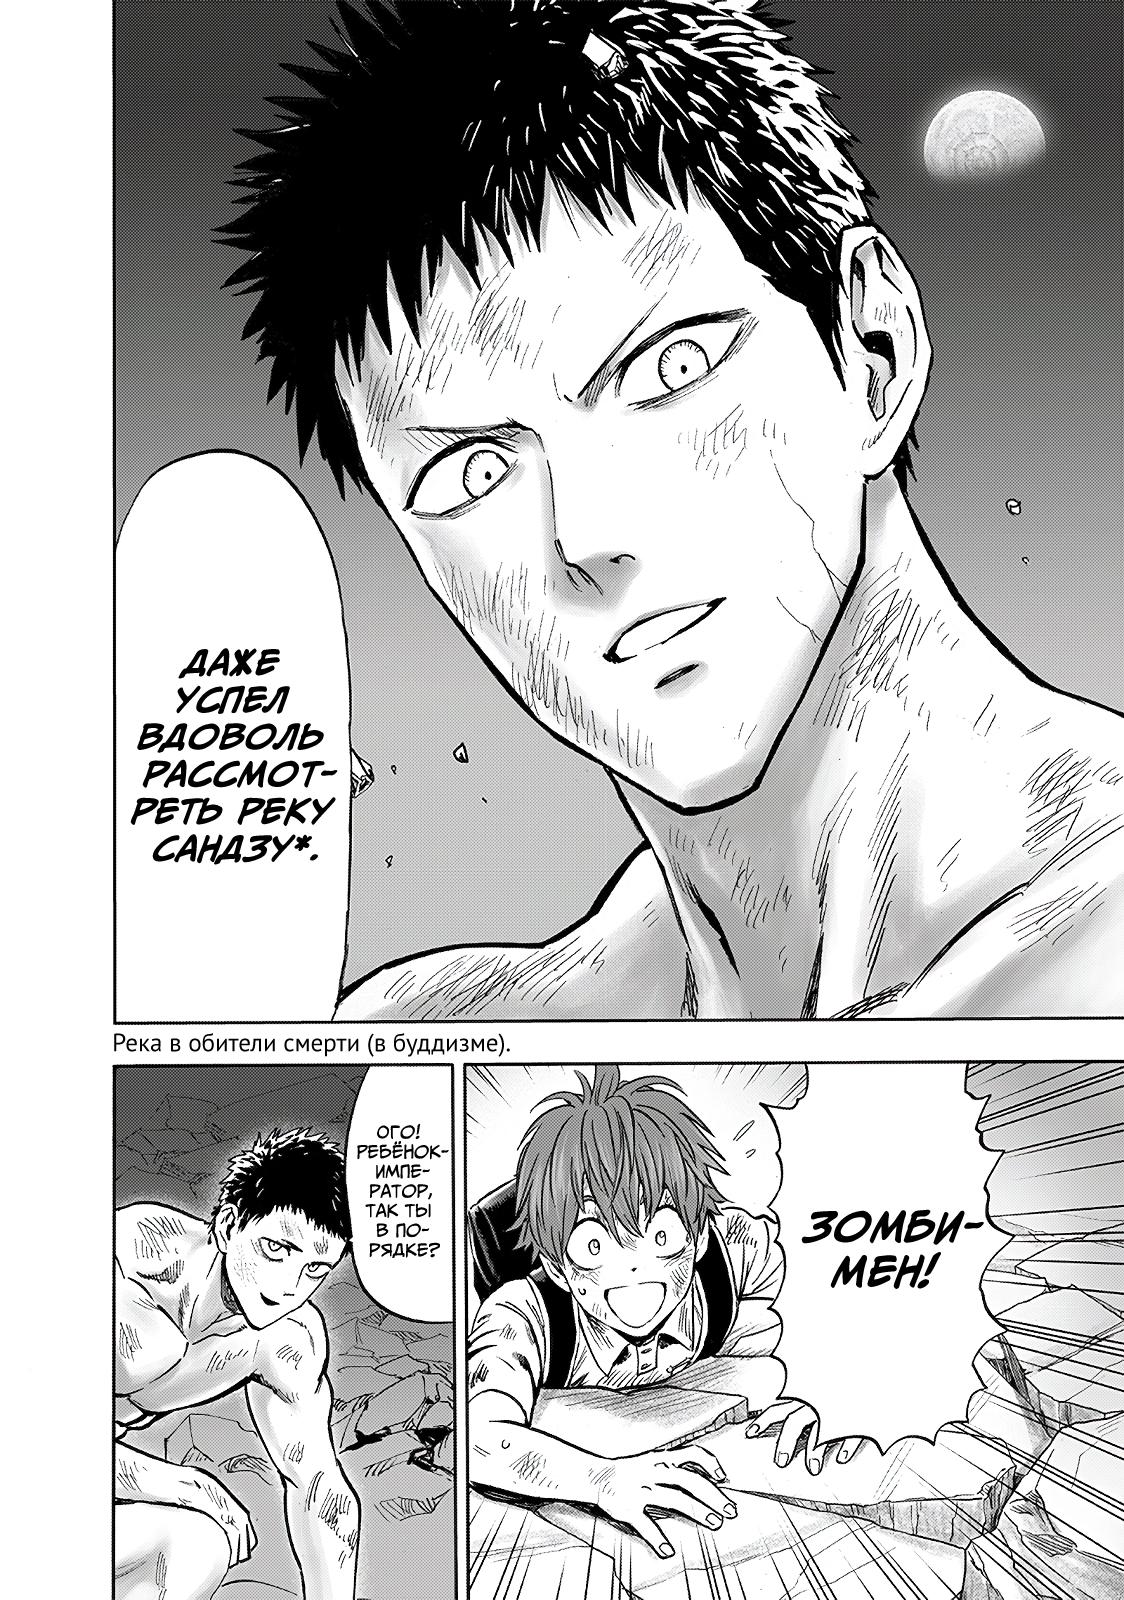 ДАЖЕ
УСПЕЛ
ВДОВОЛЬ
РАССМОТ-
РЕТЬ РЕКУ
САНДЗУ*.
Река в обители смерти (в буддизме).
ЗОМБИ-
МЕН!
ОГО!
РЕБЁНОК-
ИМПЕ-
РАТОР,
ТАК ТЫ
В ПО-
РЯДКЕ?